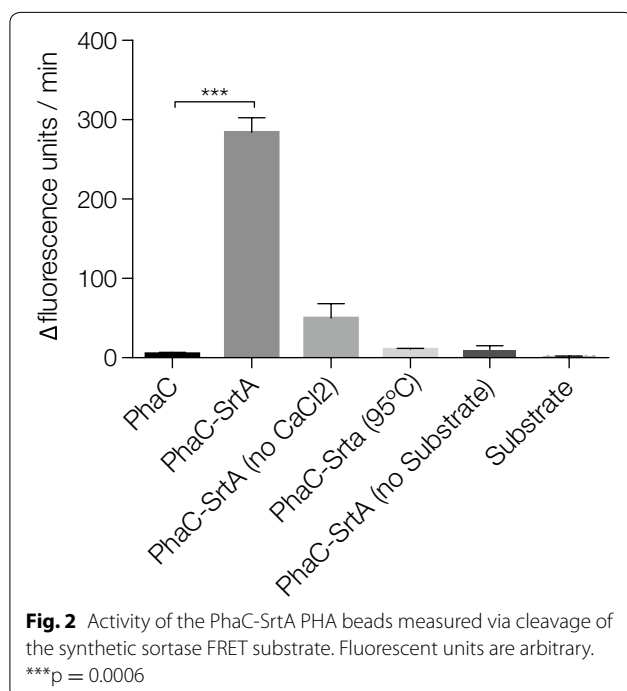 400
300
200
100
0
Δfluorescence units / min
***
PhaC
PhaC-SrtA
PhaC-SrtA (no CaCl2)
PhaC-Srta (95°C)
PhaC-SrtA (no Substrate)
Substrate
Fig. 2 Activity of the PhaC-SrtA PHA beads measured via cleavage of
the synthetic sortase FRET substrate. Fluorescent units are arbitrary.
***p = 0.0006